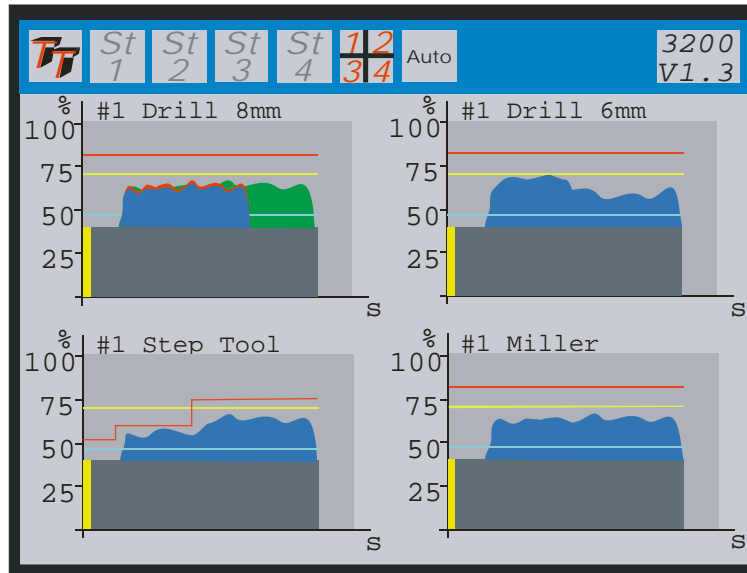 TT St 1 St 2 St 3 St 4 1 2 3 4 Auto 3200 V1.3
% #1 Drill 8mm
100
75
50
25
s
% #1 Drill 6mm
100
75
50
25
s
% #1 Step Tool
100
75
50
25
s
% #1 Miller
100
75
50
25
s